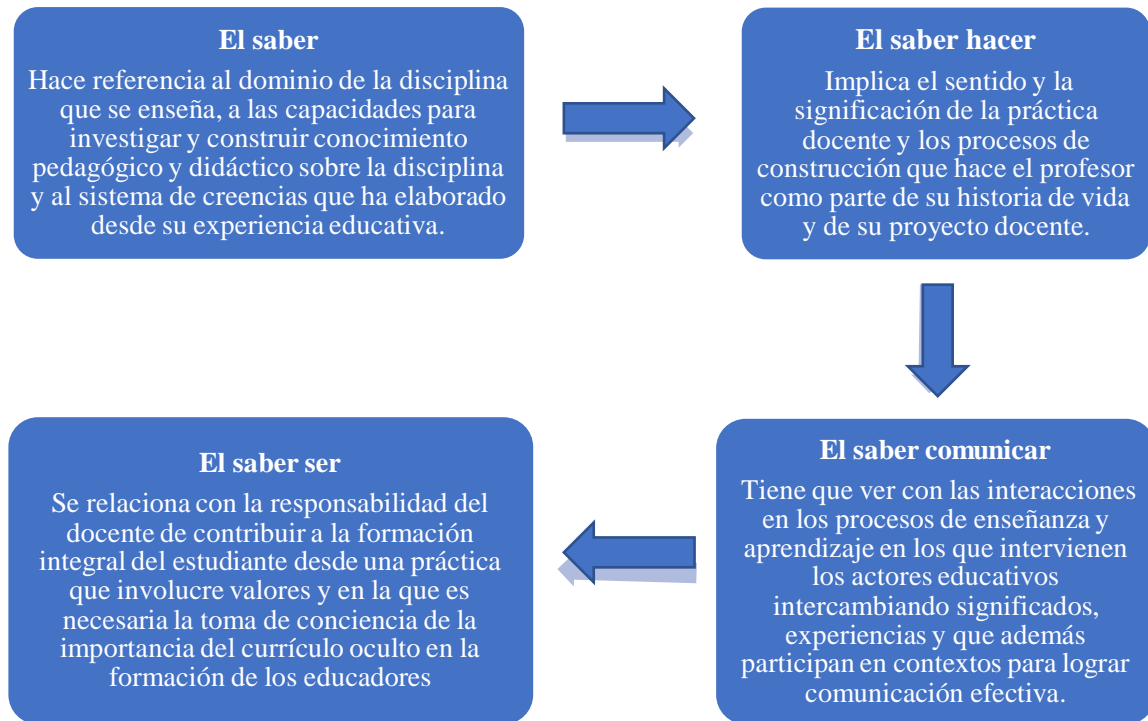 El saber
Hace referencia al dominio de la disciplina
que se enseña, a las capacidades para
investigar y construir conocimiento
pedagógico y didáctico sobre la disciplina
y al sistema de creencias que ha elaborado
desde su experiencia educativa.
El saber hacer
Implica el sentido y la
significación de la práctica
docente y los procesos de
construcción que hace el profesor
como parte de su historia de vida
y de su proyecto docente.
El saber comunicar
Tiene que ver con las interacciones
en los procesos de enseñanza y
aprendizaje en los que intervienen
los actores educativos
intercambiando significados,
experiencias y que además
participan en contextos para lograr
comunicación efectiva.
El saber ser
Se relaciona con la responsabilidad del
docente de contribuir a la formación
integral del estudiante desde una práctica
que involucre valores y en la que es
necesaria la toma de conciencia de la
importancia del currículo oculto en la
formación de los educadores